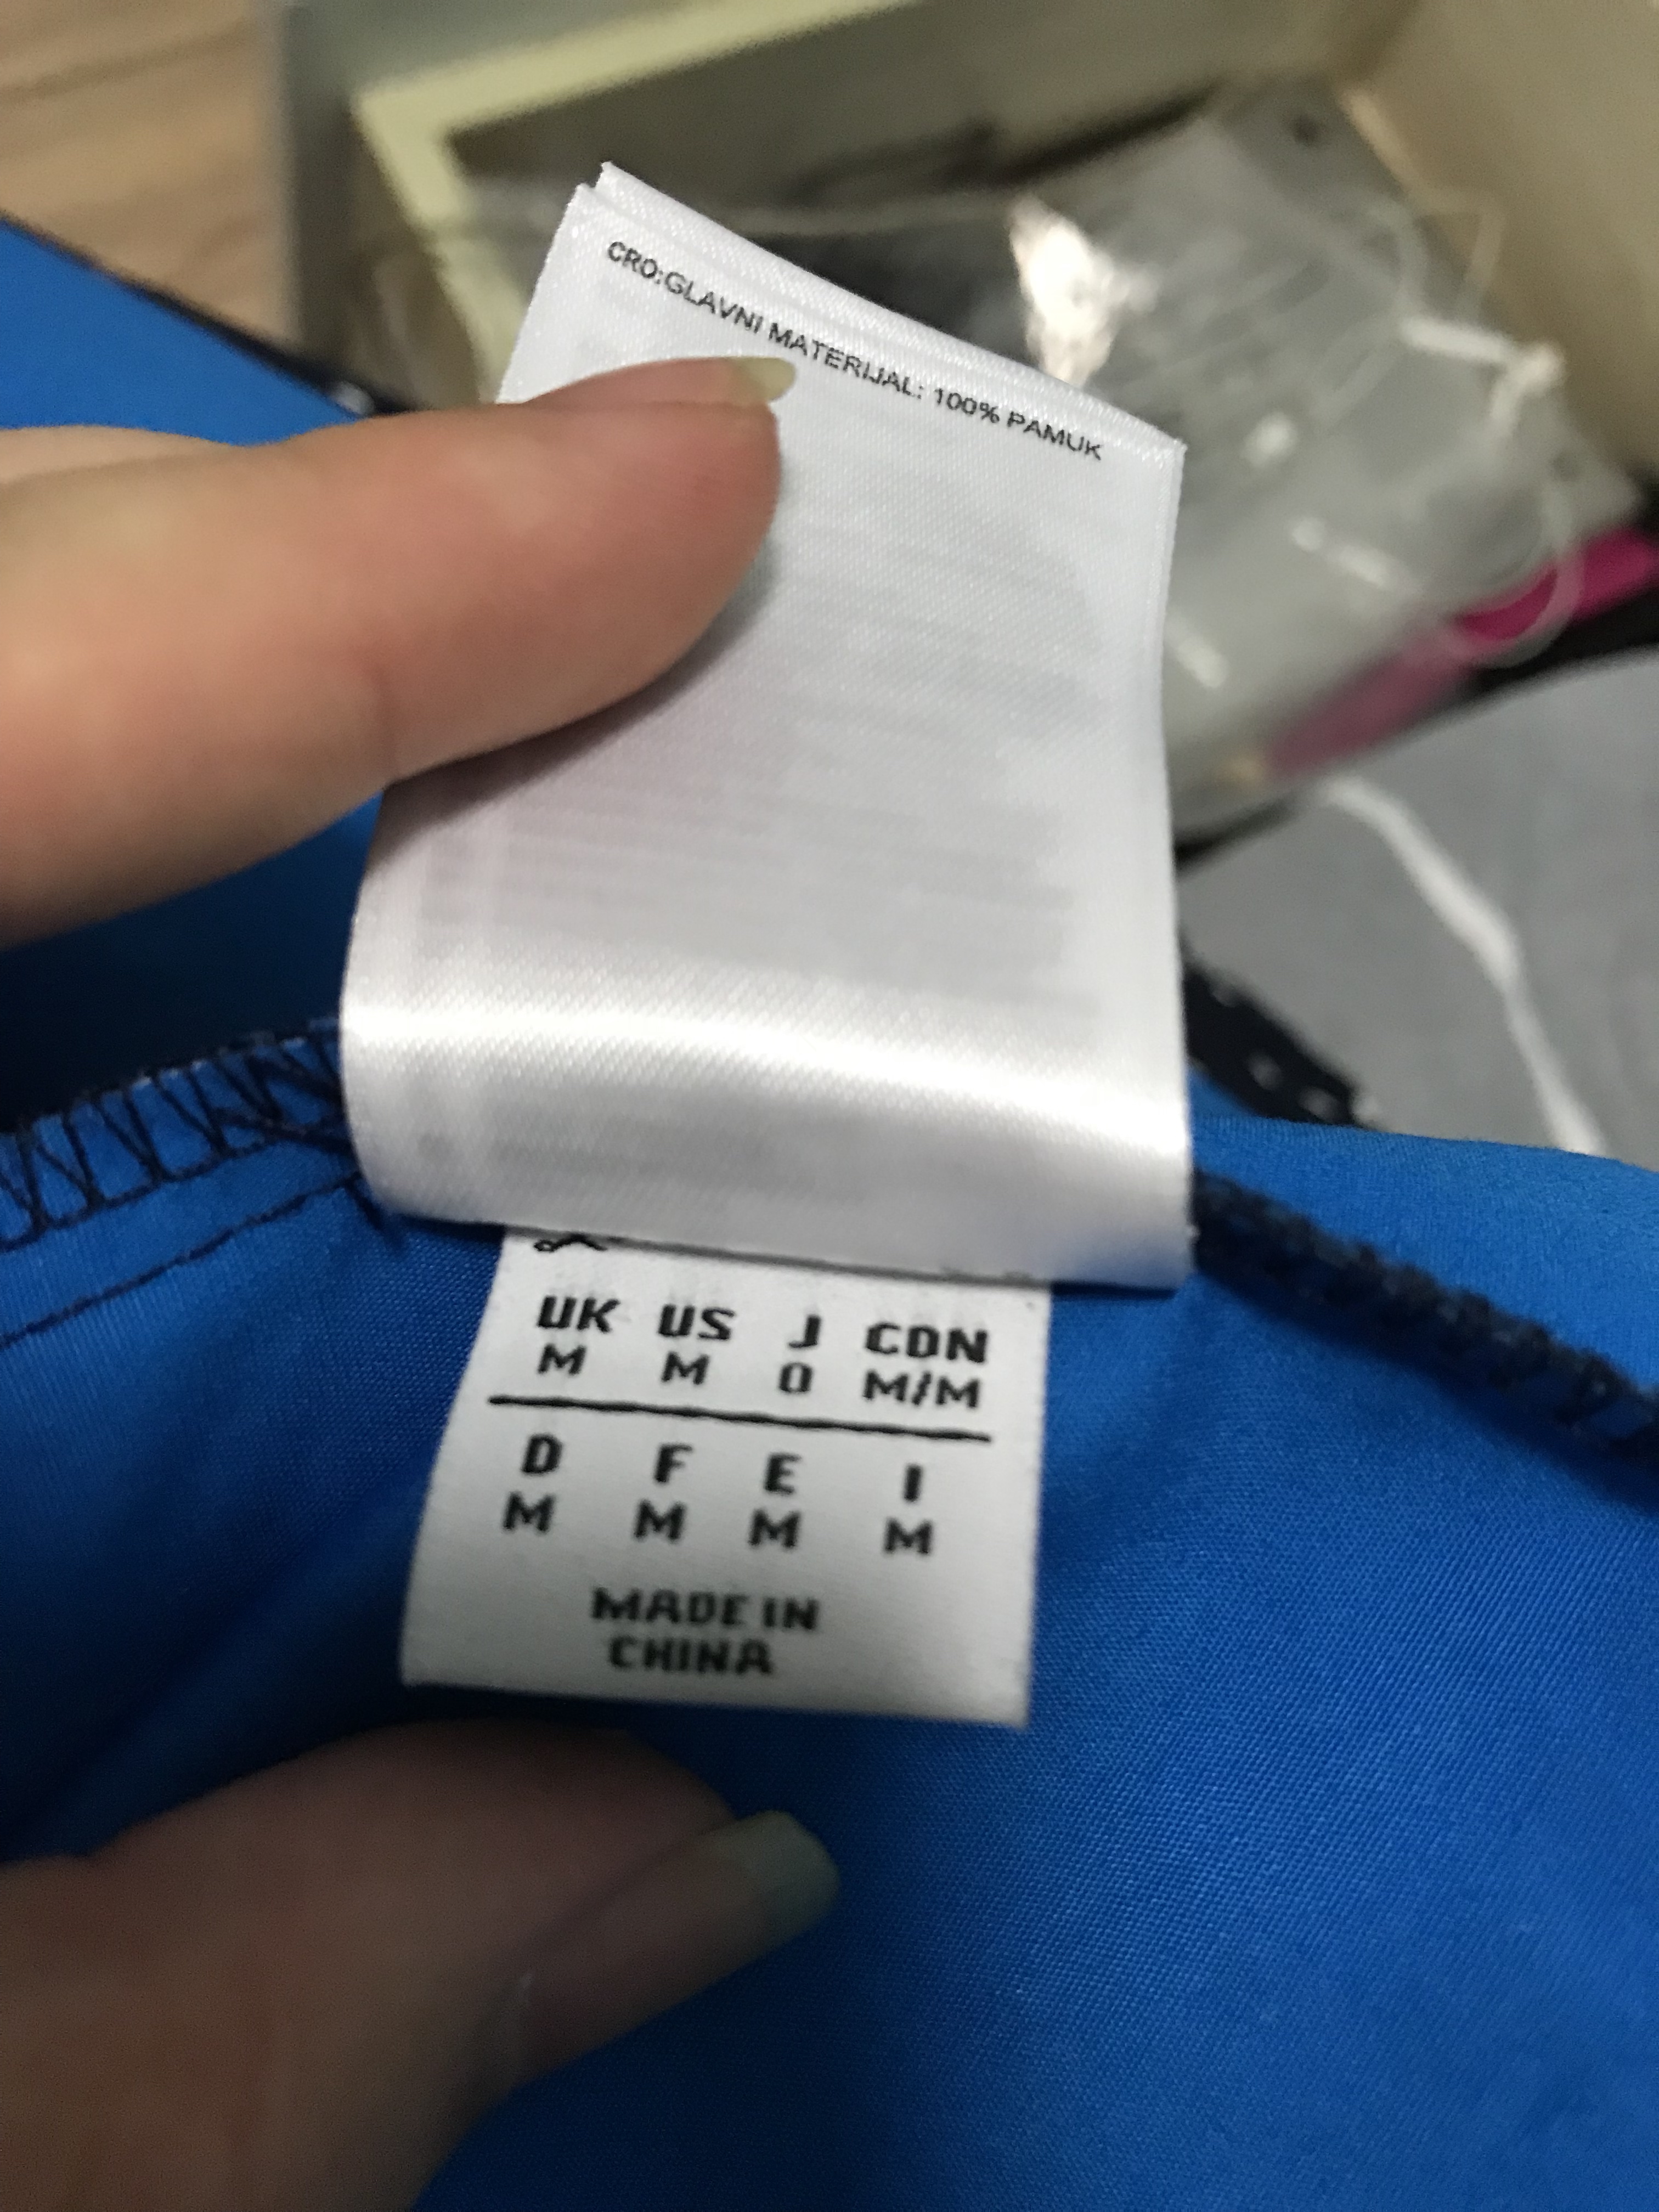 CRO:GLAVNI MATERIJAL: 100% PAMUK
UK US J CDN
M M O M/M
D F E I
M M M M
MADE IN
CHINA